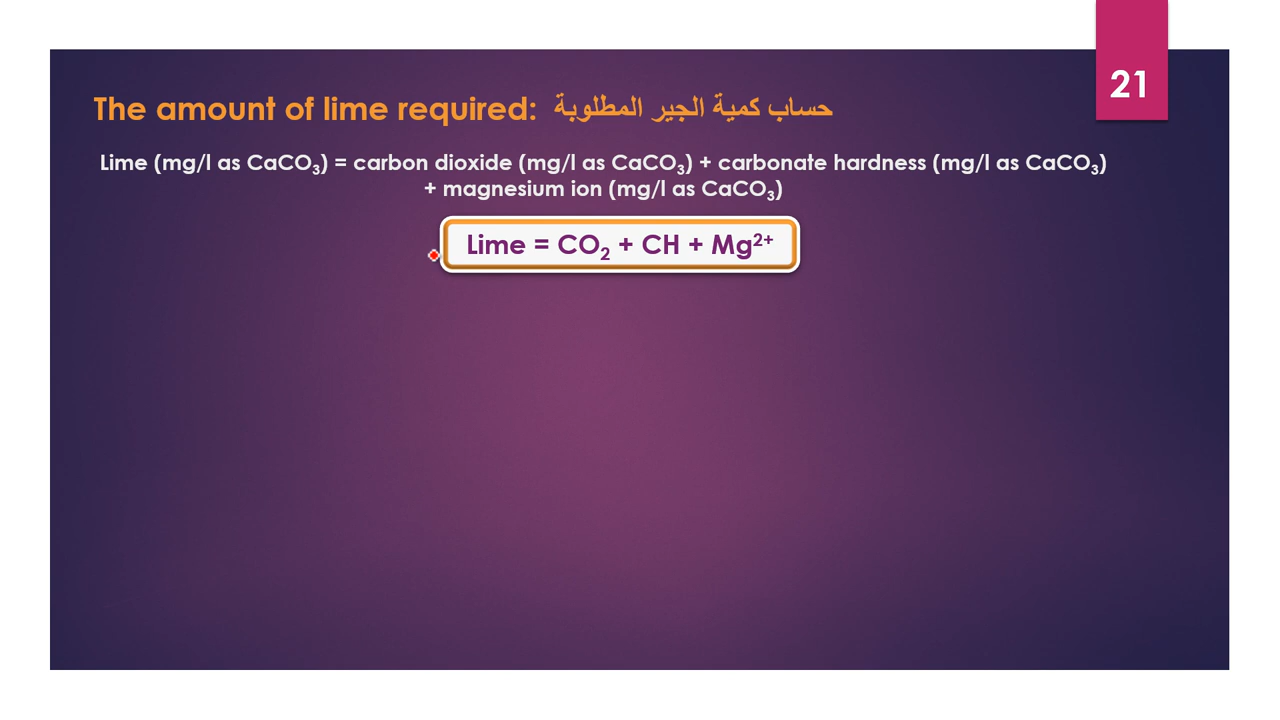 21
The amount of lime required: حساب كمية الجير المطلوبة
Lime (mg/l as CaCO₃) = carbon dioxide (mg/l as CaCO₃) + carbonate hardness (mg/l as CaCO₃)
+ magnesium ion (mg/l as CaCO₃)
Lime = CO₂ + CH + Mg²⁺